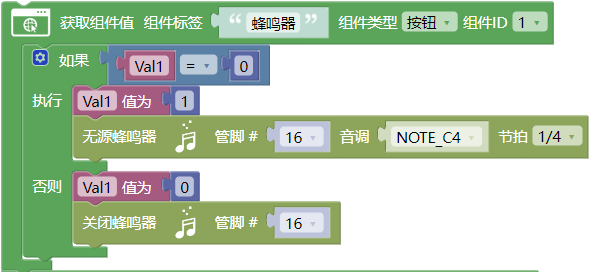 获取组件值 组件标签 “ 蜂鸣器 ” 组件类型 按钮 组件ID 1
如果 Val1 = 0
执行 Val1 值为 1
无源蜂鸣器 管脚 # 16 音调 NOTE_C4 节拍 1/4
否则 Val1 值为 0
关闭蜂鸣器 管脚 # 16